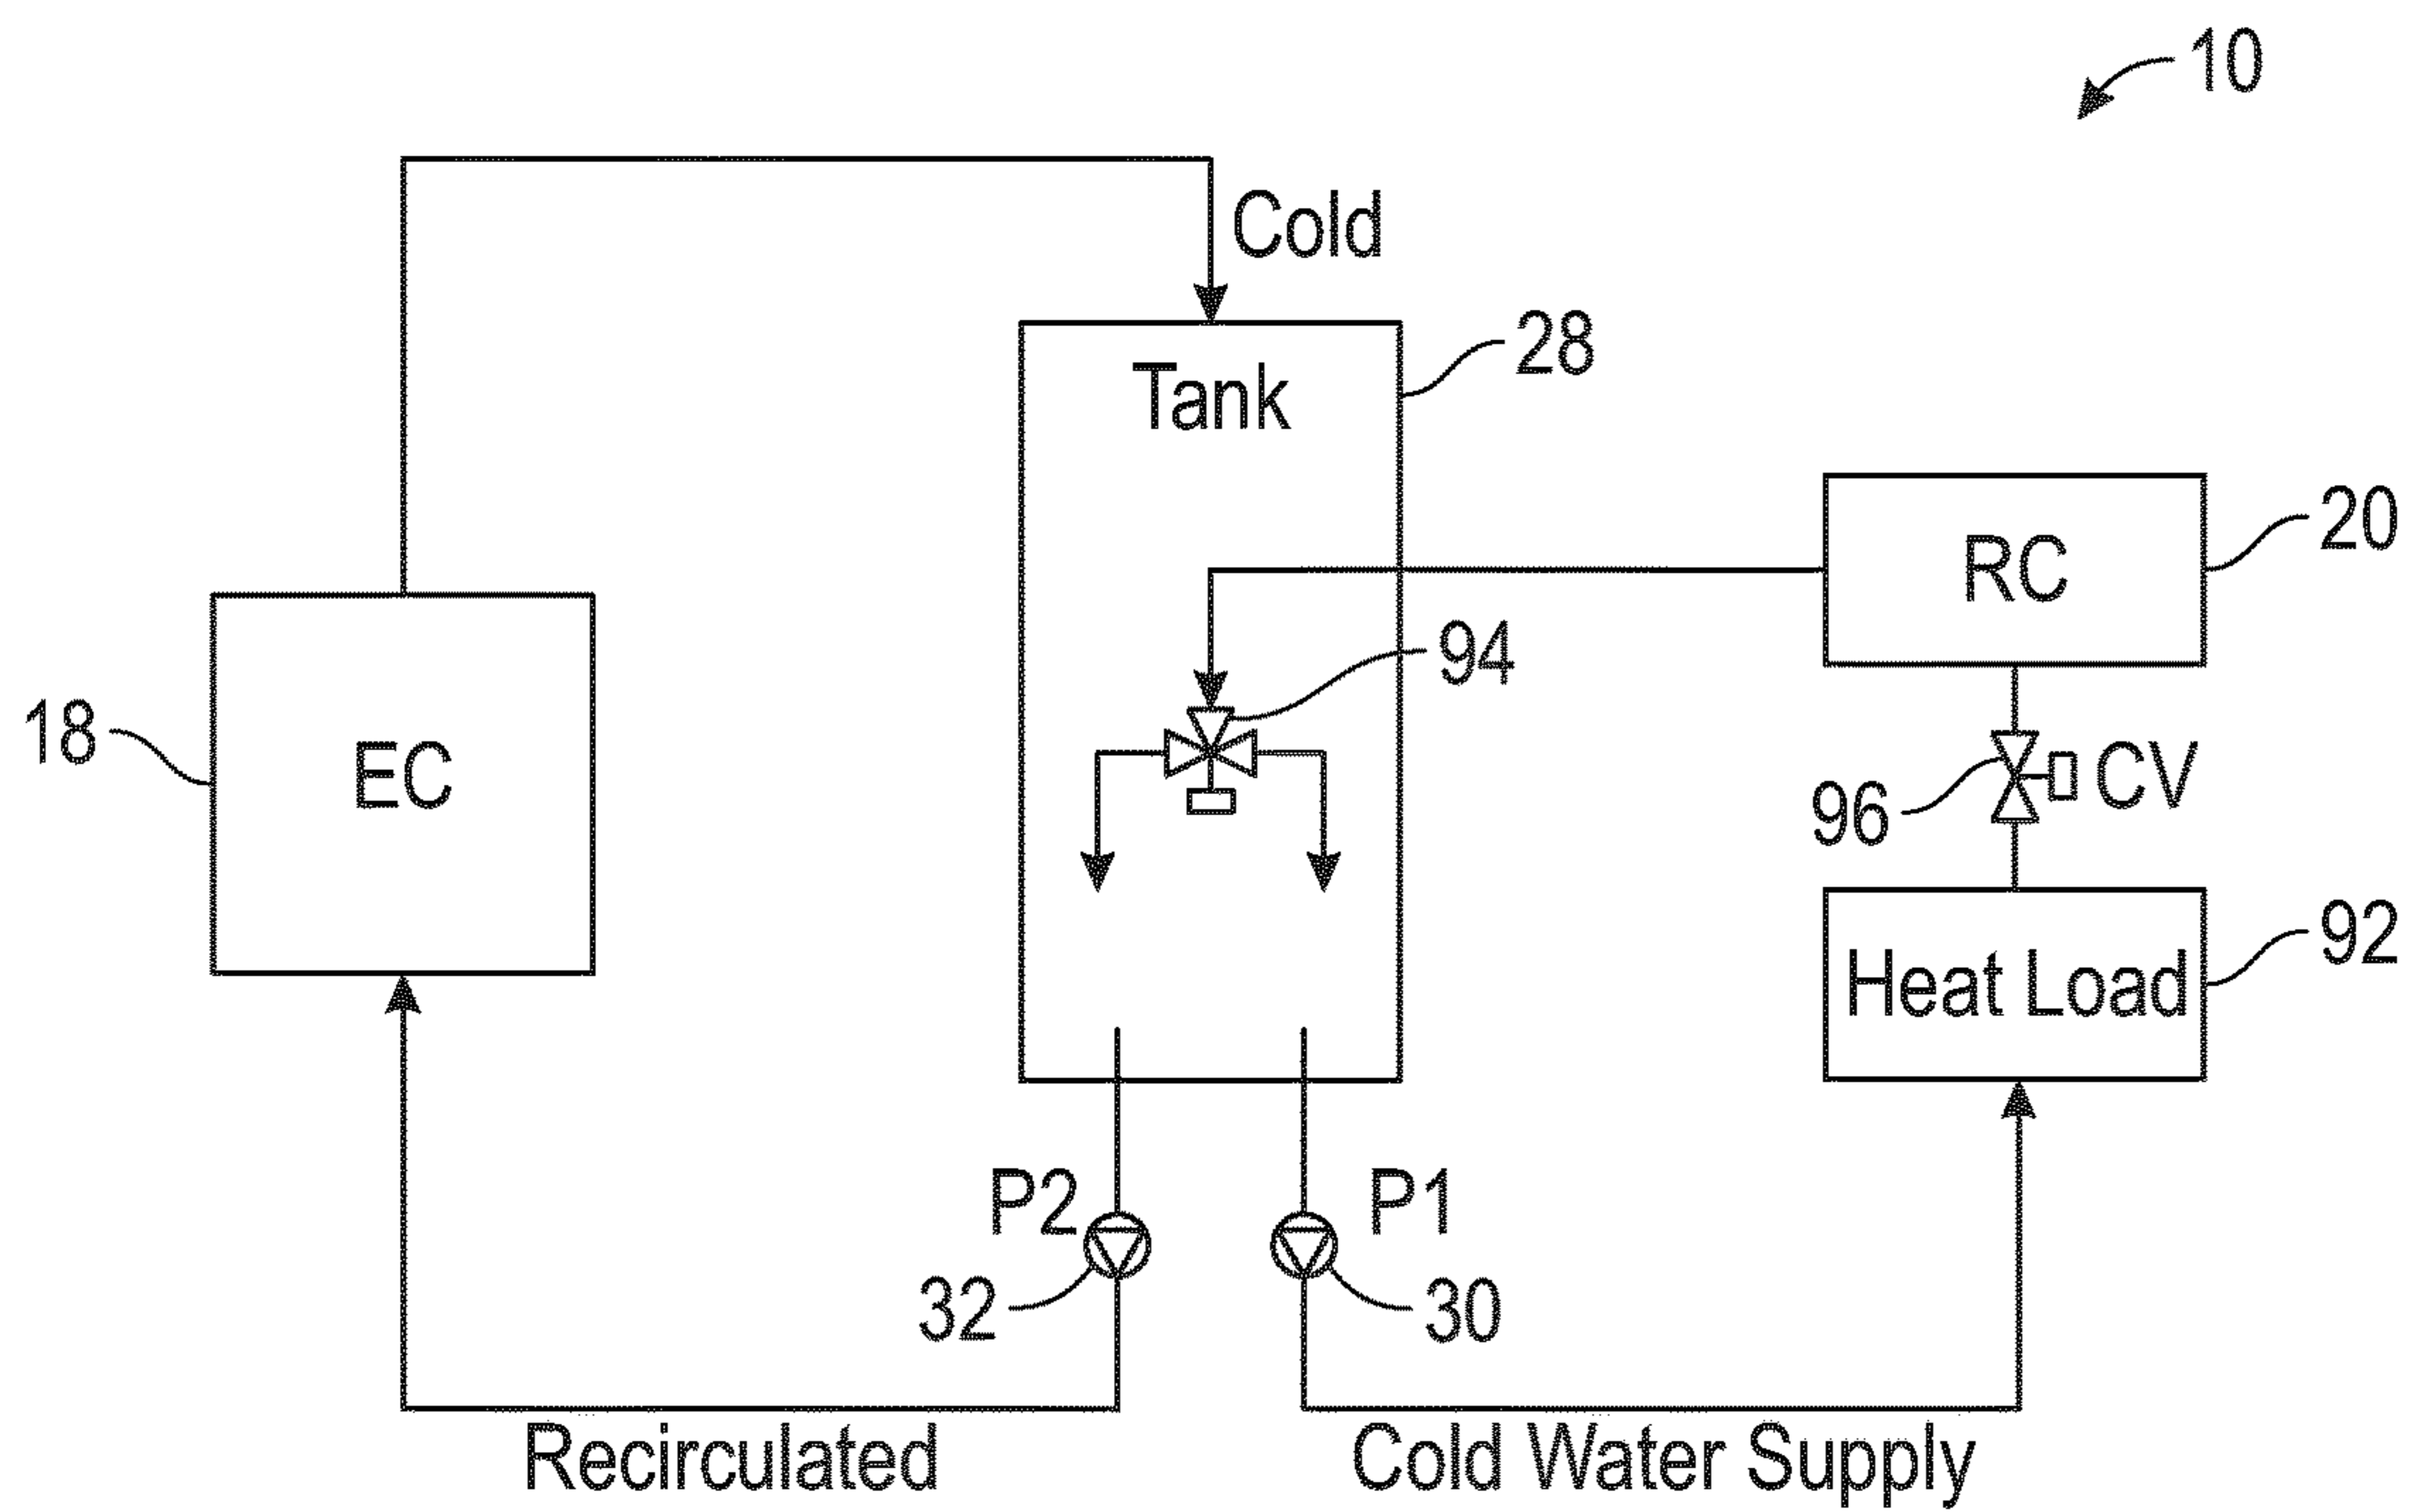 10
Cold
Tank
28
RC
20
94
18
EC
96
CV
Heat Load
92
P2
P1
32
30
Recirculated
Cold Water Supply